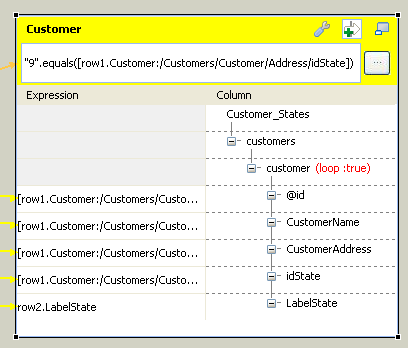 Customer
"9".equals([row1.Customer:/Customers/Customer/Address/idState])
...
Expression Column
Customer_States
customers
customer (loop :true)
[row1.Customer:/Customers/Custo... @id
[row1.Customer:/Customers/Custo... CustomerName
[row1.Customer:/Customers/Custo... CustomerAddress
[row1.Customer:/Customers/Custo... idState
row2.LabelState LabelState